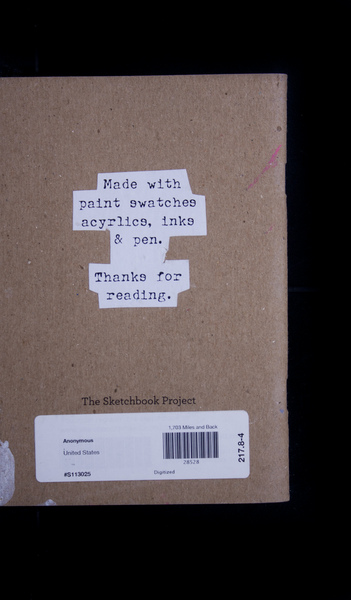 Made with
paint swatches
acyrlics, inks
& pen.
Thanks for
reading.
The Sketchbook Project
1,703 Miles and Back
Anonymous
United States
28528
217.8-4
#S113025
Digitized